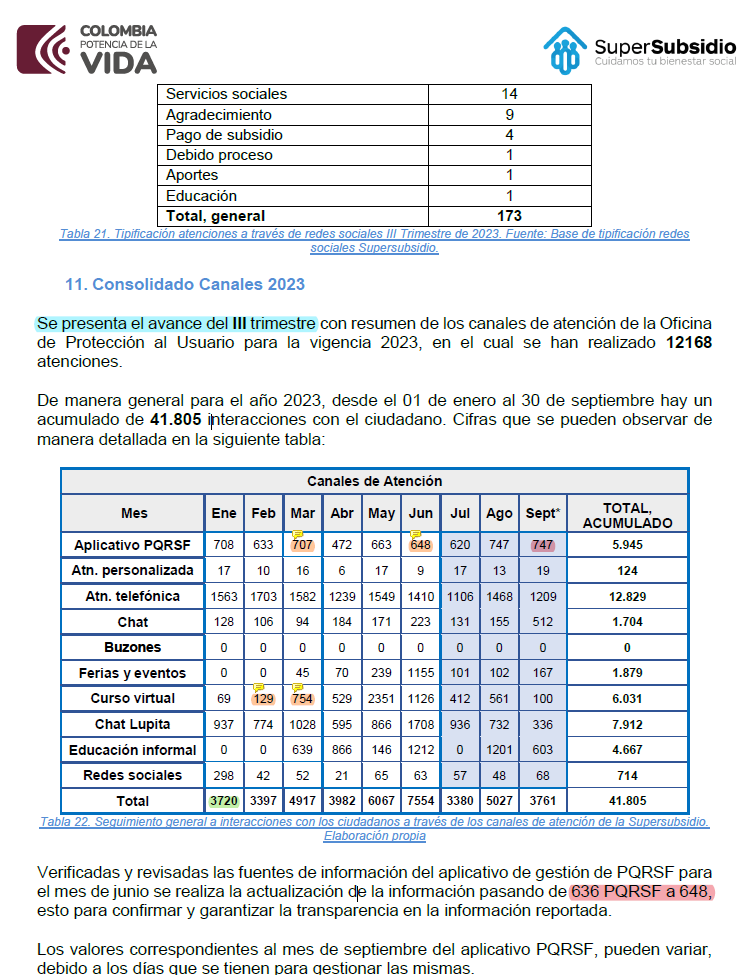 COLOMBIA
POTENCIA DE LA
VIDA
SuperSubsidio
Cuidamos tu bienestar social
Servicios sociales 14
Agradecimiento 9
Pago de subsidio 4
Debido proceso 1
Aportes 1
Educación 1
Total, general 173
Tabla 21. Tipificación atenciones a través de redes sociales III Trimestre de 2023. Fuente: Base de tipificación redes
sociales Supersubsidio.
11. Consolidado Canales 2023
Se presenta el avance del III trimestre con resumen de los canales de atención de la Oficina
de Protección al Usuario para la vigencia 2023, en el cual se han realizado 12168
atenciones.
De manera general para el año 2023, desde el 01 de enero al 30 de septiembre hay un
acumulado de 41.805 interacciones con el ciudadano. Cifras que se pueden observar de
manera detallada en la siguiente tabla:
Canales de Atención
Mes Ene Feb Mar Abr May Jun Jul Ago Sept* TOTAL, ACUMULADO
Aplicativo PQRSF 708 633 707 472 663 648 620 747 747 5.945
Atn. personalizada 17 10 16 6 17 9 17 13 19 124
Atn. telefónica 1563 1703 1582 1239 1549 1410 1106 1468 1209 12.829
Chat 128 106 94 184 171 223 131 155 512 1.704
Buzones 0 0 0 0 0 0 0 0 0 0
Ferias y eventos 0 0 45 70 239 1155 101 102 167 1.879
Curso virtual 69 129 754 529 2351 1126 412 561 100 6.031
Chat Lupita 937 774 1028 595 866 1708 936 732 336 7.912
Educación informal 0 0 639 866 146 1212 0 1201 603 4.667
Redes sociales 298 42 52 21 65 63 57 48 68 714
Total 3720 3397 4917 3982 6067 7554 3380 5027 3761 41.805
Tabla 22. Seguimiento general a interacciones con los ciudadanos a través de los canales de atención de la Supersubsidio.
Elaboración propia
Verificadas y revisadas las fuentes de información del aplicativo de gestión de PQRSF para
el mes de junio se realiza la actualización de la información pasando de 636 PQRSF a 648,
esto para confirmar y garantizar la transparencia en la información reportada.
Los valores correspondientes al mes de septiembre del aplicativo PQRSF, pueden variar,
debido a los días que se tienen para gestionar las mismas.